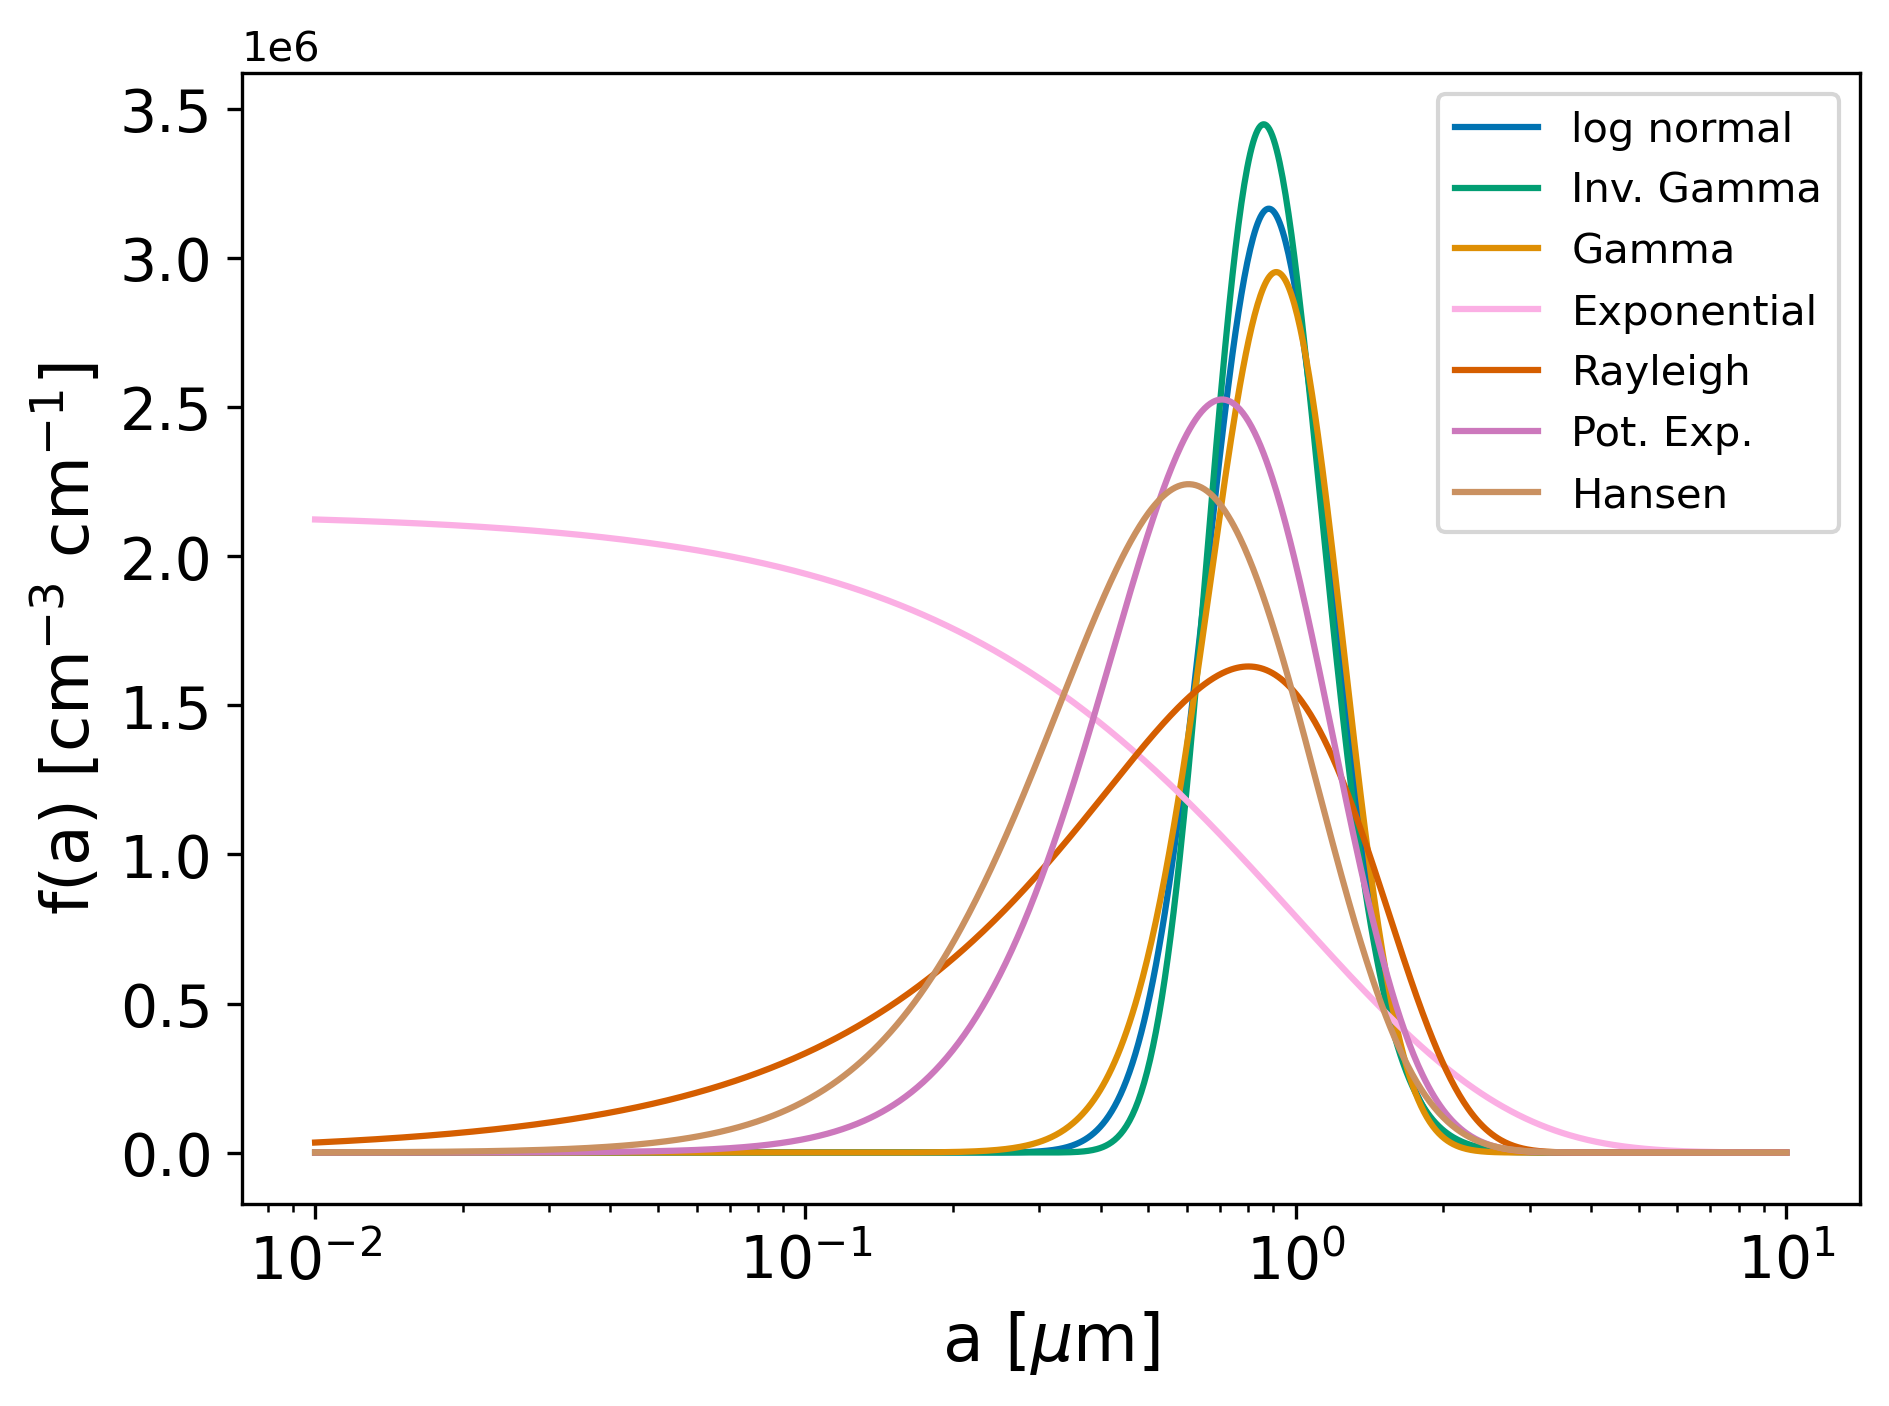 1e6
3.5
3.0
2.5
2.0
1.5
1.0
0.5
0.0
f(a) [cm⁻³ cm⁻¹]
log normal
Inv. Gamma
Gamma
Exponential
Rayleigh
Pot. Exp.
Hansen
10⁻² 10⁻¹ 10⁰ 10¹
a [μm]